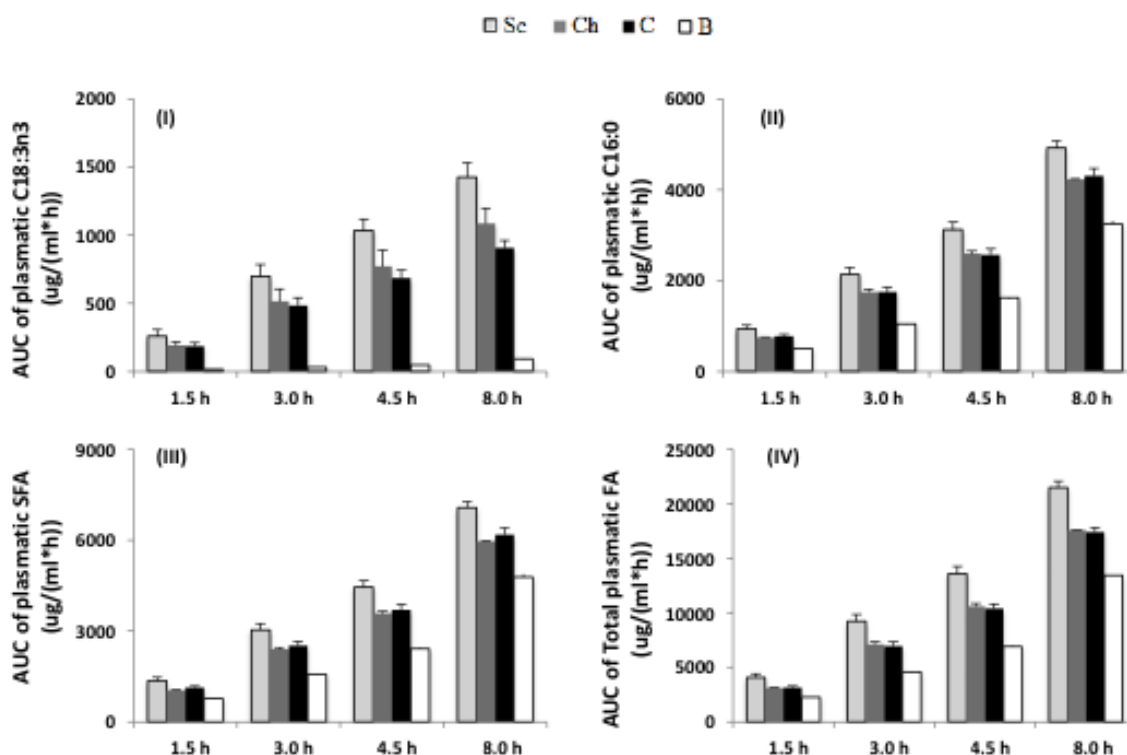 Sc Ch C B
(I)
AUC of plasmatic C18:3n3
(ug/(ml*h))
2000
1500
1000
500
0
1.5 h 3.0 h 4.5 h 8.0 h
(II)
AUC of plasmatic C16:0
(ug/(ml*h))
6000
4000
2000
0
1.5 h 3.0 h 4.5 h 8.0 h
(III)
AUC of plasmatic SFA
(ug/(ml*h))
9000
6000
3000
0
1.5 h 3.0 h 4.5 h 8.0 h
(IV)
AUC of Total plasmatic FA
(ug/(ml*h))
25000
20000
15000
10000
5000
0
1.5 h 3.0 h 4.5 h 8.0 h